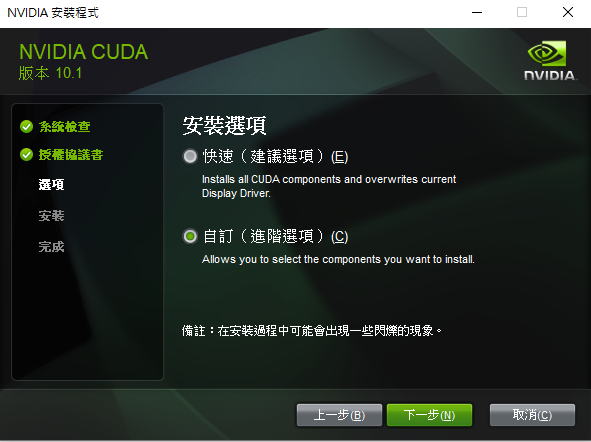 NVIDIA 安裝程式
NVIDIA CUDA
版本 10.1
NVIDIA.
系統檢查
授權協議書
選項
安裝
完成
安裝選項
快速（建議選項）(E)
Installs all CUDA components and overwrites current
Display Driver.
自訂（進階選項）(C)
Allows you to select the components you want to install.
備註：在安裝過程中可能會出現一些閃爍的現象。
上一步(B)
下一步(N)
取消(C)